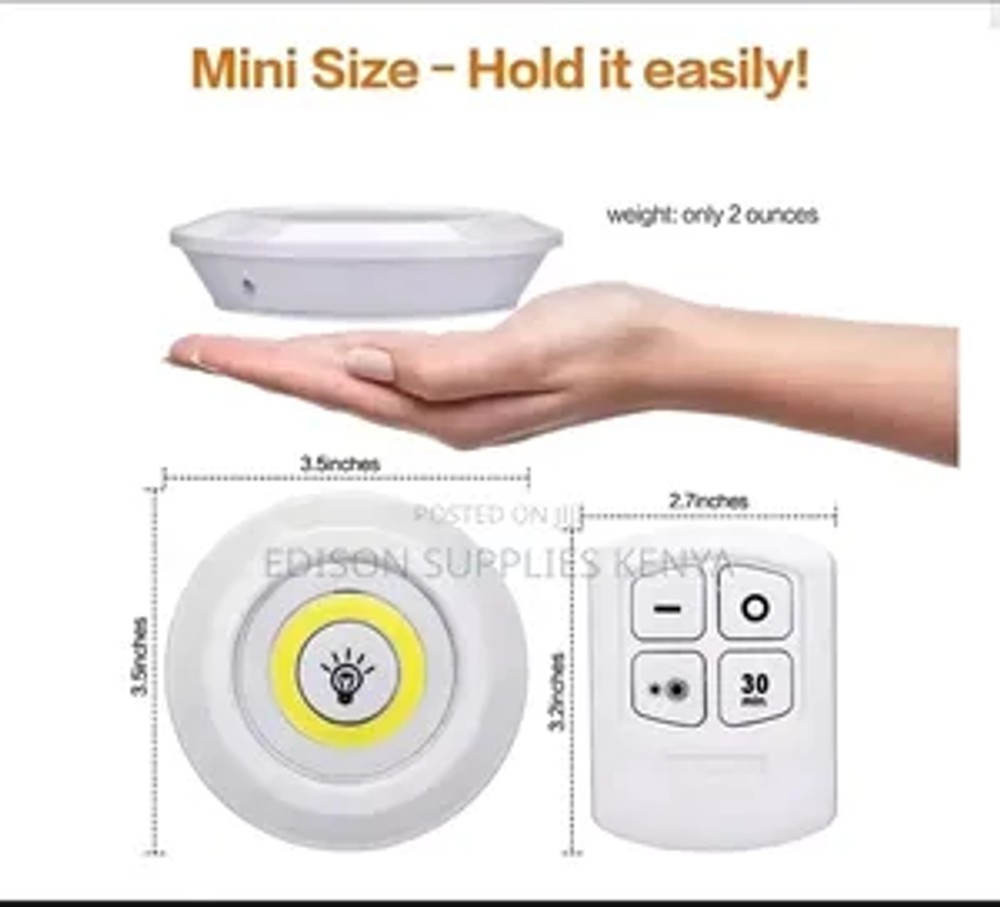 Mini Size - Hold it easily!
weight: only 2 ounces
3.5inches
2.7inches
POSTED ON JIJI
EDISON SUPPLIES KENYA
3.5inches
3.2inches
30
min.